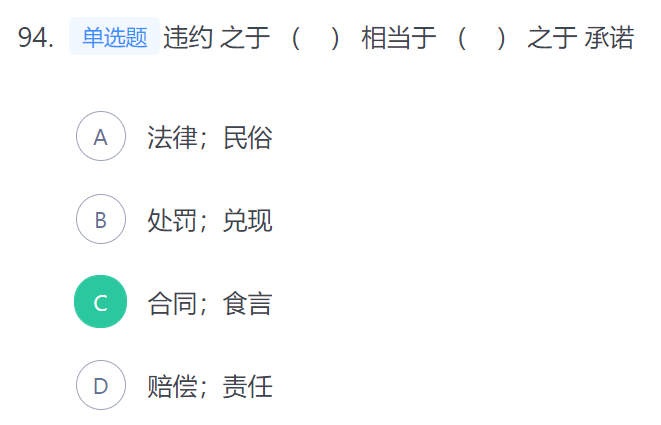 94. 单选题 违约 之于 （ ） 相当于 （ ） 之于 承诺
A 法律；民俗
B 处罚；兑现
C 合同；食言
D 赔偿；责任